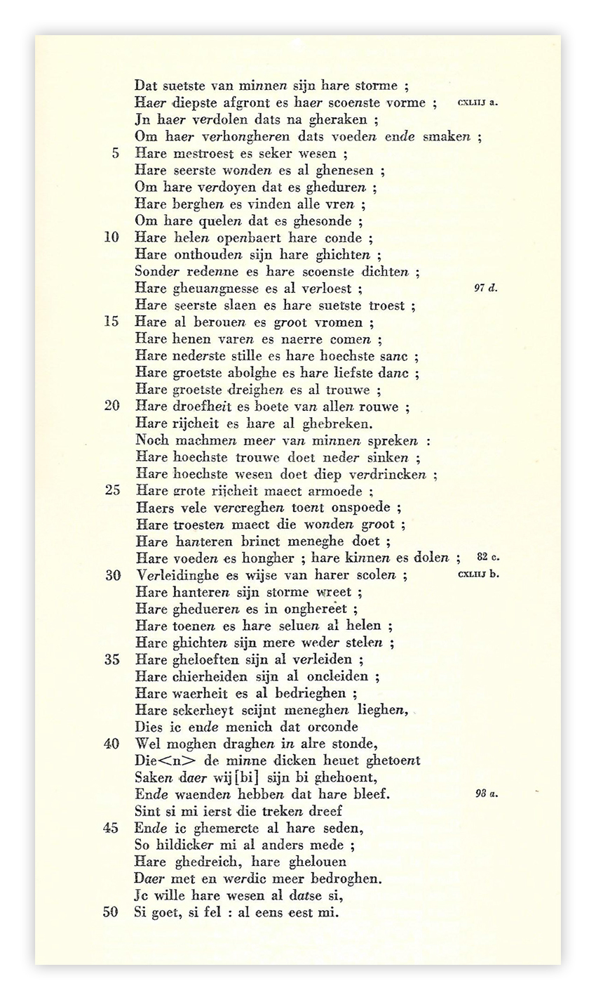 Dat suetste van minnen sijn hare storme ;
Haer diepste afgront es haer scoenste vorme ; CXLIIJ a.
Jn haer verdolen dats na gheraken ;
Om haer verhongheren dats voeden ende smaken ;
5 Hare mestroest es seker wesen ;
Hare seerste wonden es al ghenesen ;
Om hare verdoyen dat es gheduren ;
Hare berghen es vinden alle vren ;
Om hare quelen dat es ghesonde ;
10 Hare helen openbaert hare conde ;
Hare onthouden sijn hare ghichten ;
Sonder redenne es hare scoenste dichten ;
Hare gheuangnesse es al verloest ; 97 d.
Hare seerste slaen es hare suetste troest ;
15 Hare al berouen es groot vromen ;
Hare henen varen es naerre comen ;
Hare nederste stille es hare hoechste sanc ;
Hare groetste abolghe es hare liefste danc ;
Hare groetste dreighen es al trouwe ;
20 Hare droefheit es boete van allen rouwe ;
Hare rijcheit es hare al ghebreken.
Noch machmen meer van minnen spreken :
Hare hoechste trouwe doet neder sinken ;
Hare hoechste wesen doet diep verdrincken ;
25 Hare grote rijcheit maect armoede ;
Haers vele vercreghen toent onspoede ;
Hare troesten maect die wonden groot ;
Hare hanteren brinct meneghe doet ;
Hare voeden es hongher ; hare kinnen es dolen ; 82 c.
30 Verleidinghe es wijse van harer scolen ; CXLIIJ b.
Hare hanteren sijn storme wreet ;
Hare ghedueren es in onghereet ;
Hare toenen es hare seluen al helen ;
Hare ghichten sijn mere weder stelen ;
35 Hare gheloeften sijn al verleiden ;
Hare chierheiden sijn al oncleiden ;
Hare waerheit es al bedrieghen ;
Hare sekerheyt scijnt meneghen lieghen,
Dies ic ende menich dat orconde
40 Wel moghen draghen in alre stonde,
Die<n> de minne dicken heuet ghetoent
Saken daer wij[bi] sijn bi ghehoent,
Ende waenden hebben dat hare bleef. 93 a.
Sint si mi ierst die treken dreef
45 Ende ic ghemercte al hare seden,
So hildicker mi al anders mede ;
Hare ghedreich, hare ghelouen
Daer met en werdic meer bedroghen.
Jc wille hare wesen al datse si,
50 Si goet, si fel : al eens eest mi.